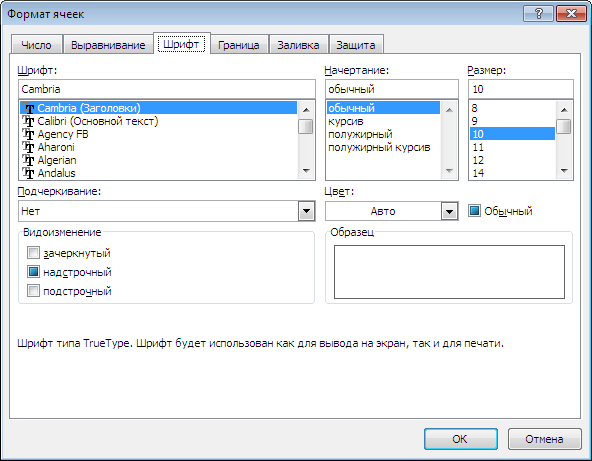 Формат ячеек
Число Выравнивание Шрифт Граница Заливка Защита
Шрифт: Начертание: Размер:
Cambria обычный 10
Cambria (Заголовки) обычный 8
Calibri (Основной текст) курсив 9
Agency FB полужирный 10
Aharoni полужирный курсив 11
Algerian 12
Andalus 14
Подчеркивание: Цвет:
Нет Авто Обычный
Видоизменение Образец
зачеркнутый
надстрочный
подстрочный
Шрифт типа TrueType. Шрифт будет использован как для вывода на экран, так и для печати.
ОК Отмена